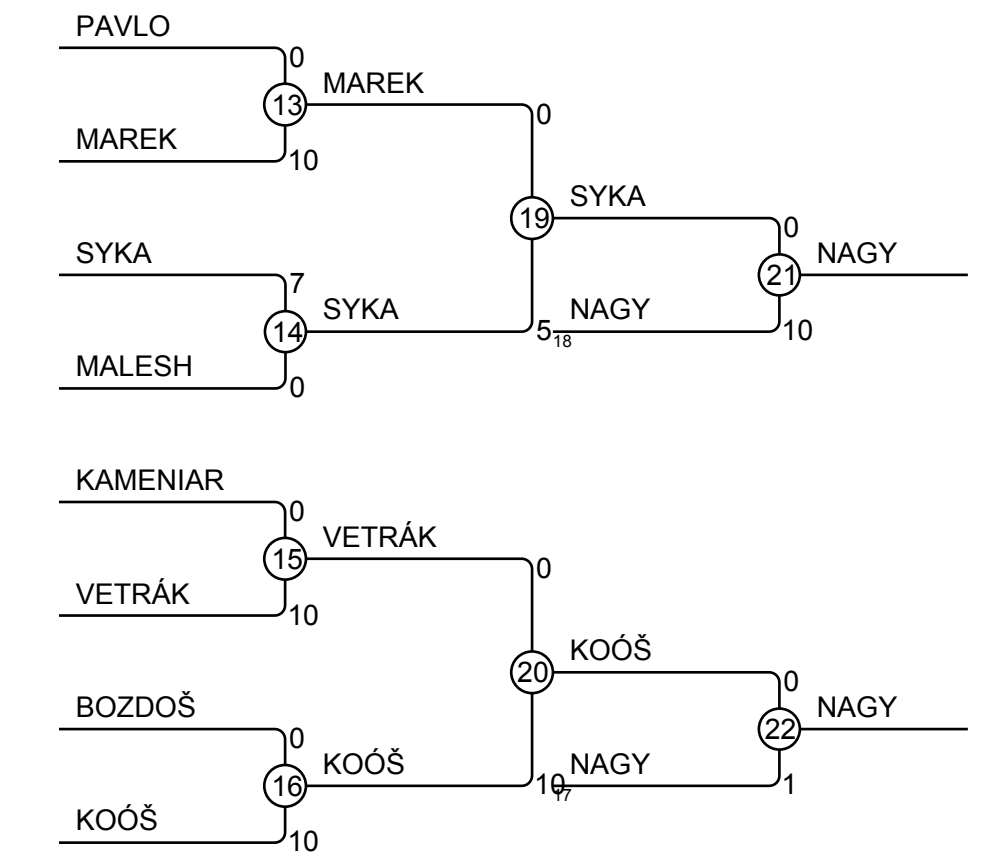 PAVLO
0
13
MAREK
0
MAREK
10
19
SYKA
0
SYKA
7
21
NAGY
14
SYKA
5
18
NAGY
10
MALESH
0
KAMENIAR
0
15
VETRÁK
0
VETRÁK
10
20
KOÓŠ
0
BOZDOŠ
0
22
NAGY
16
KOÓŠ
10
17
NAGY
1
KOÓŠ
10